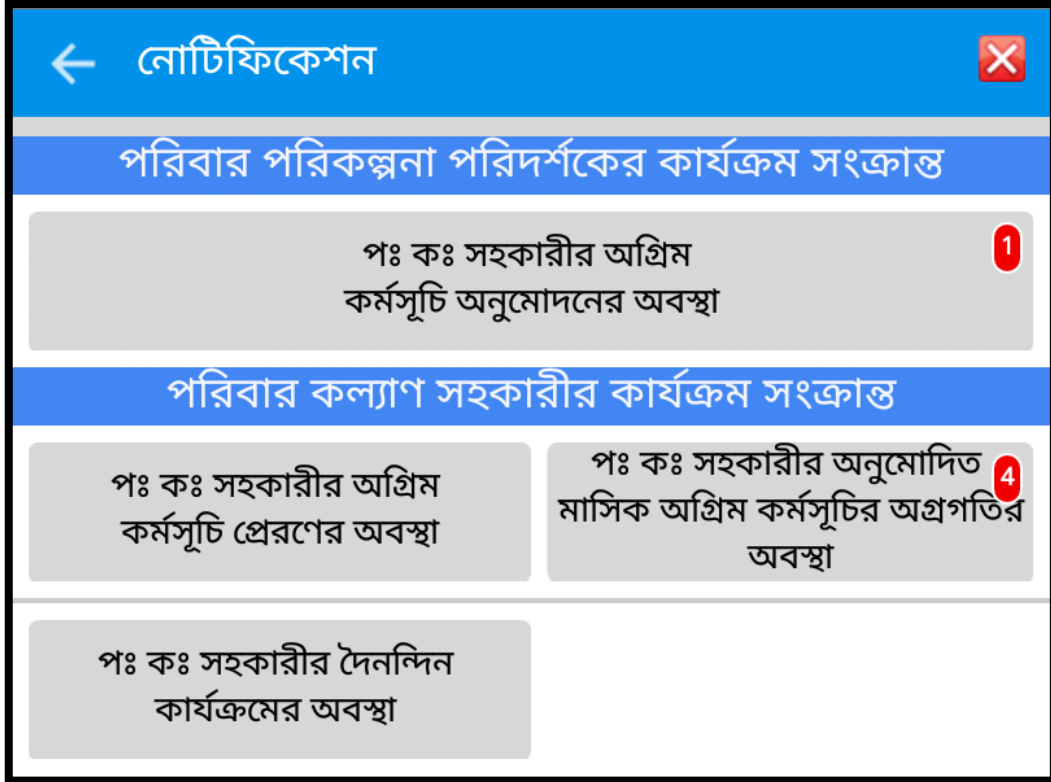 নোটিফিকেশন
পরিবার পরিকল্পনা পরিদর্শকের কার্যক্রম সংক্রান্ত
পঃ কঃ সহকারীর অগ্রিম
1
কর্মসূচি অনুমোদনের অবস্থা
পরিবার কল্যাণ সহকারীর কার্যক্রম সংক্রান্ত
পঃ কঃ সহকারীর অগ্রিম
কর্মসূচি প্রেরণের অবস্থা
পঃ কঃ সহকারীর অনুমোদিত
4
মাসিক অগ্রিম কর্মসূচির অগ্রগতির
অবস্থা
পঃ কঃ সহকারীর দৈনন্দিন
কার্যক্রমের অবস্থা